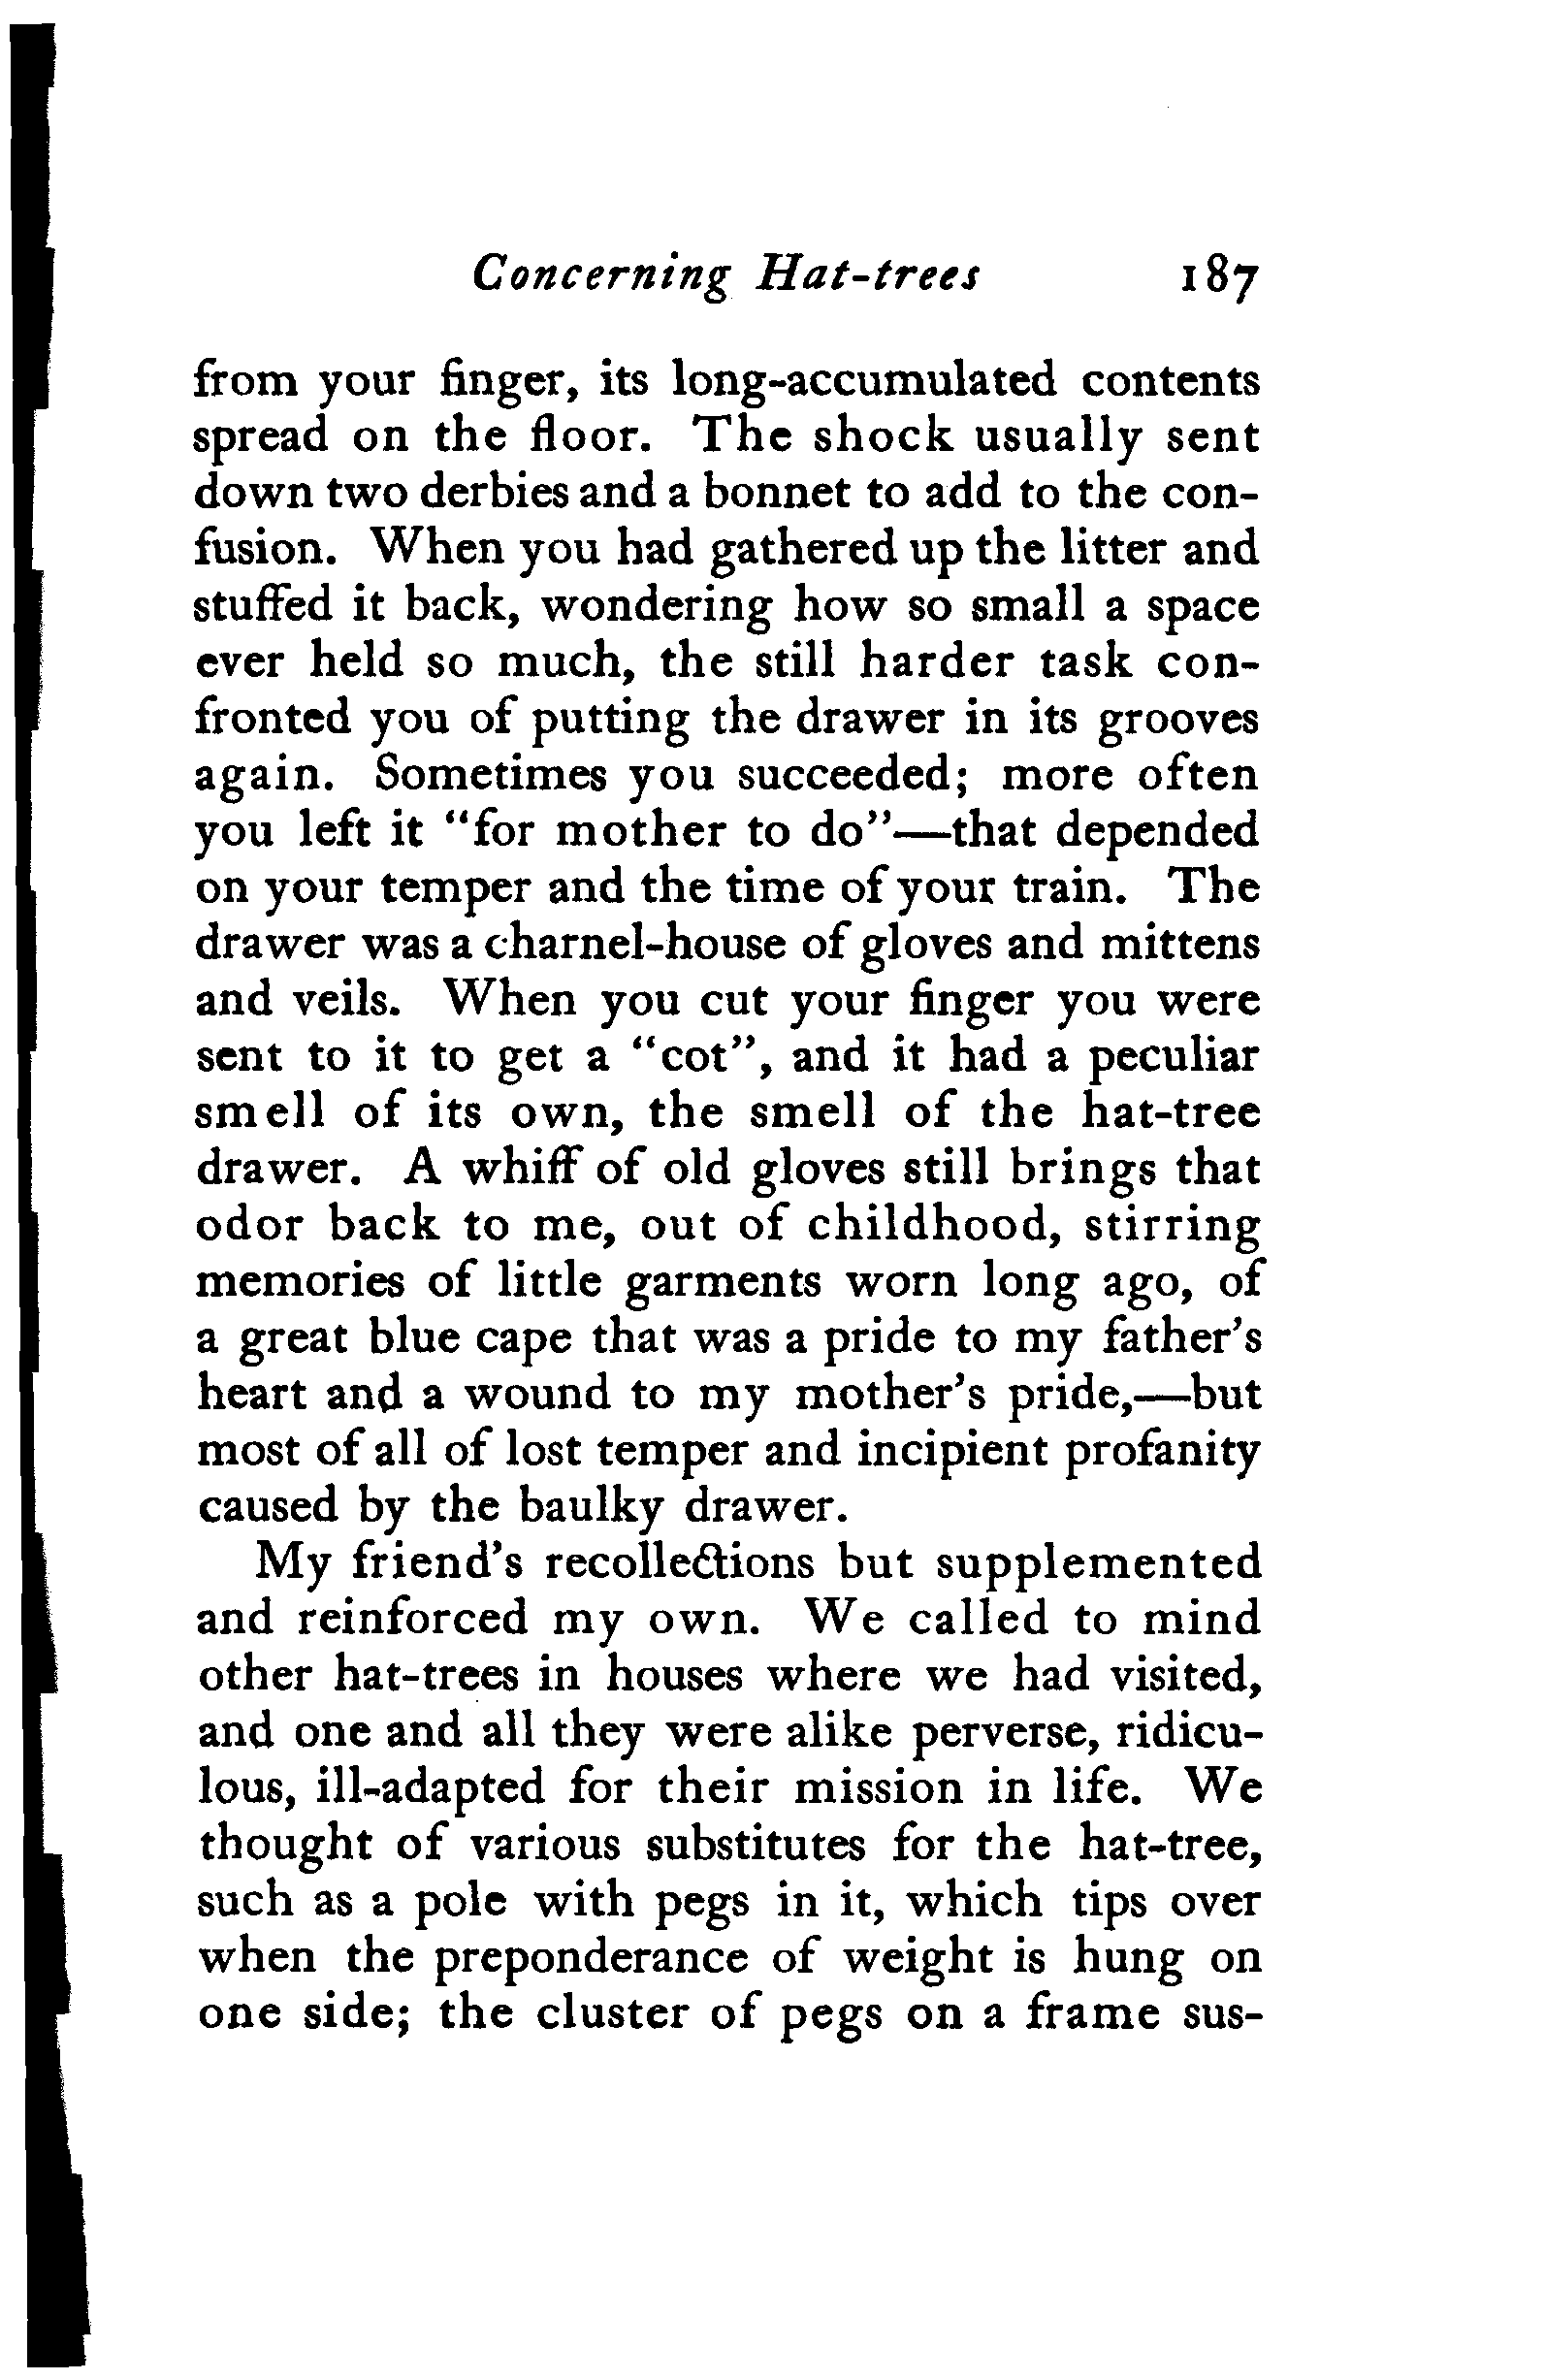 Concerning Hat-trees 187
from your finger, its long-accumulated contents
spread on the floor. The shock usually sent
down two derbies and a bonnet to add to the con-
fusion. When you had gathered up the litter and
stuffed it back, wondering how so small a space
ever held so much, the still harder task con-
fronted you of putting the drawer in its grooves
again. Sometimes you succeeded; more often
you left it "for mother to do"—that depended
on your temper and the time of your train. The
drawer was a charnel-house of gloves and mittens
and veils. When you cut your finger you were
sent to it to get a "cot", and it had a peculiar
smell of its own, the smell of the hat-tree
drawer. A whiff of old gloves still brings that
odor back to me, out of childhood, stirring
memories of little garments worn long ago, of
a great blue cape that was a pride to my father's
heart and a wound to my mother's pride,—but
most of all of lost temper and incipient profanity
caused by the baulky drawer.
My friend's recollections but supplemented
and reinforced my own. We called to mind
other hat-trees in houses where we had visited,
and one and all they were alike perverse, ridicu-
lous, ill-adapted for their mission in life. We
thought of various substitutes for the hat-tree,
such as a pole with pegs in it, which tips over
when the preponderance of weight is hung on
one side; the cluster of pegs on a frame sus-